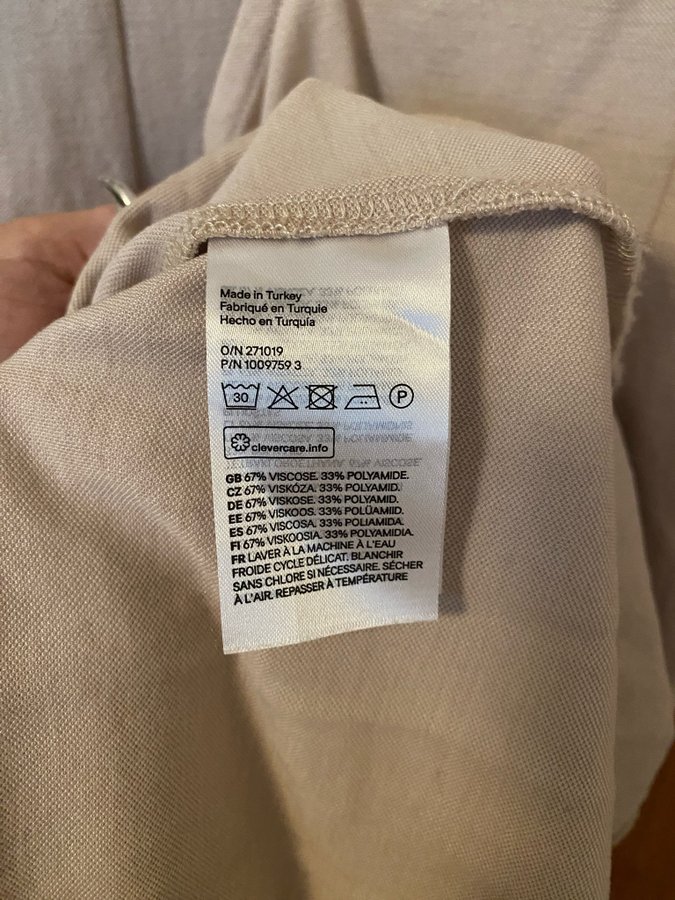 Made in Turkey
Fabriqué en Turquie
Hecho en Turquía
O/N 271019
P/N 1009759 3
30 P
clevercare.info
GB 67% VISCOSE. 33% POLYAMIDE.
CZ 67% VISKÓZA. 33% POLYAMID.
DE 67% VISKOSE. 33% POLYAMID.
EE 67% VISKOOS. 33% POLÜAMIID.
ES 67% VISCOSA. 33% POLIAMIDA.
FI 67% VISKOOSIA. 33% POLYAMIDIA.
FR LAVER À LA MACHINE À L'EAU
FROIDE CYCLE DÉLICAT. BLANCHIR
SANS CHLORE SI NÉCESSAIRE. SÉCHER
À L'AIR. REPASSER À TEMPÉRATURE